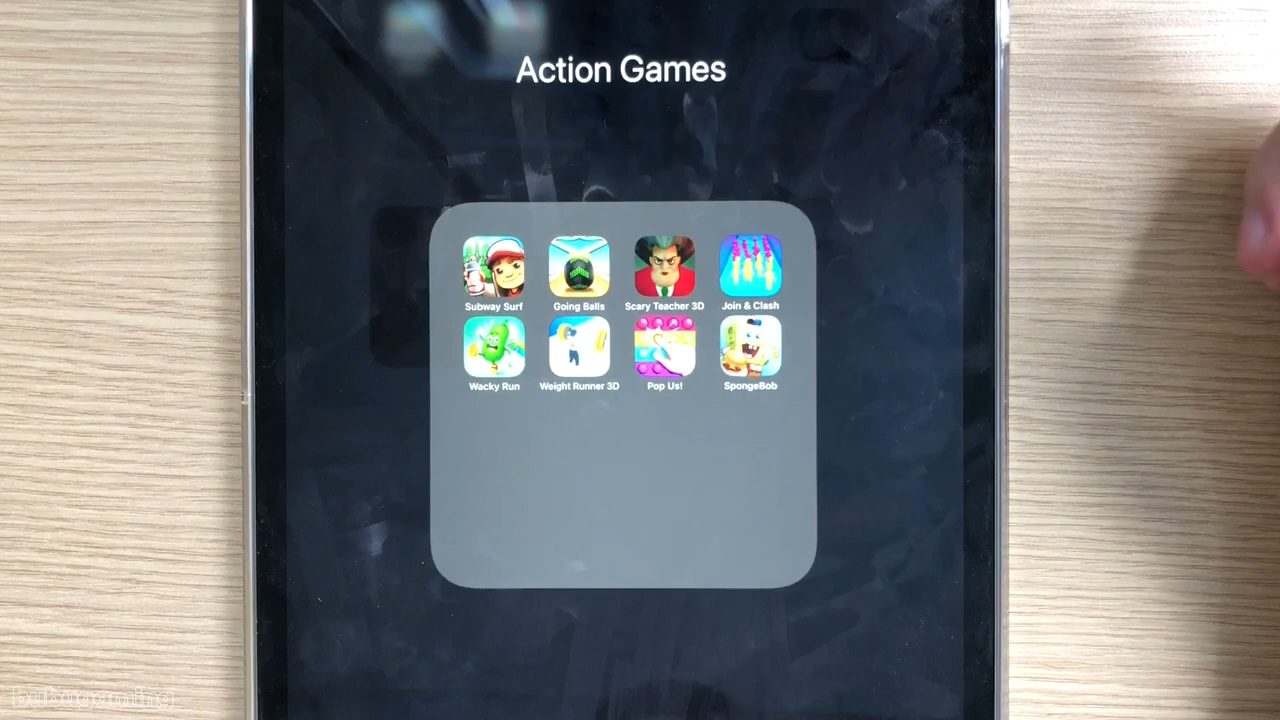 Action Games
Subway Surf Going Balls Scary Teacher 3D Join & Clash
Wacky Run Weight Runner 3D Pop Us! SpongeBob
bubugaming